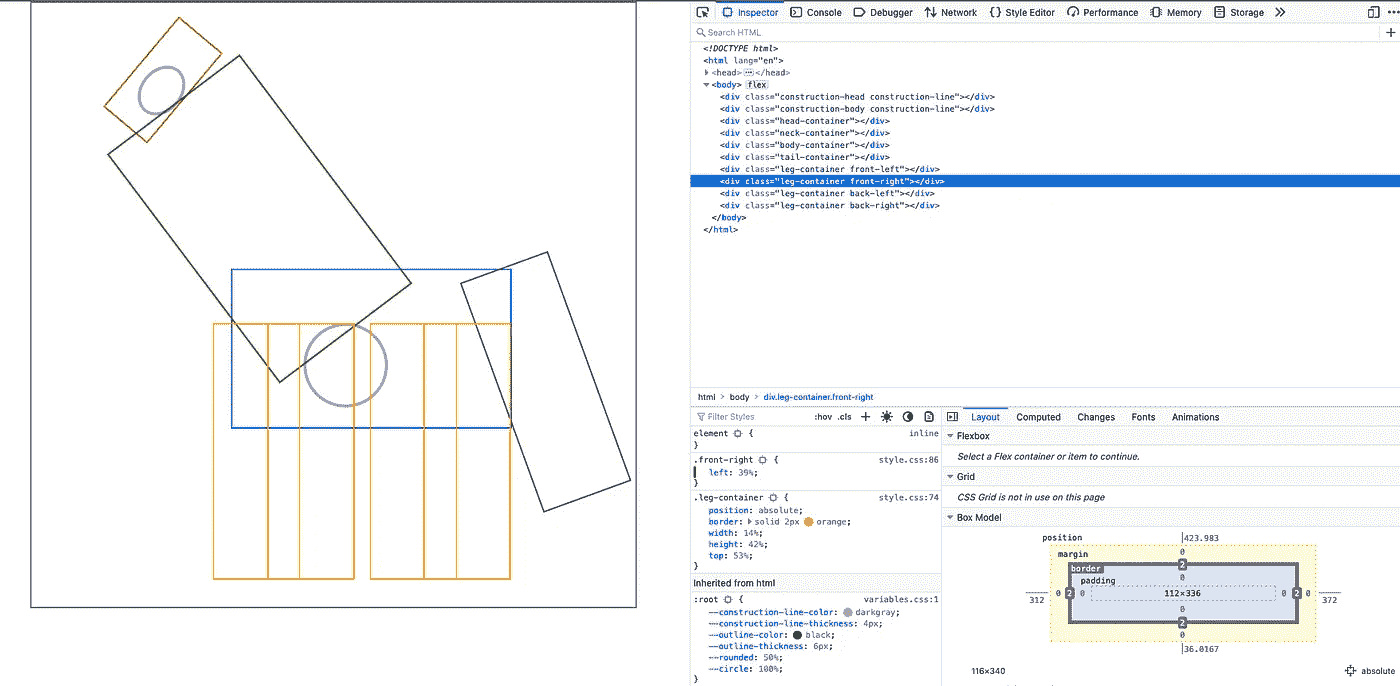 Inspector Console Debugger Network {} Style Editor Performance Memory Storage
Search HTML
<!DOCTYPE html>
<html lang="en">
<head> </head>
<body> flex
<div class="construction-head construction-line"></div>
<div class="construction-body construction-line"></div>
<div class="head-container"></div>
<div class="neck-container"></div>
<div class="body-container"></div>
<div class="tail-container"></div>
<div class="leg-container front-left"></div>
<div class="leg-container front-right"></div>
<div class="leg-container back-left"></div>
<div class="leg-container back-right"></div>
</body>
</html>
html > body > div.leg-container.front-right
Filter Styles :hov .cls +
element { inline
}
.front-right { style.css:86
left: 39%;
}
.leg-container { style.css:74
position: absolute;
border: solid 2px orange;
width: 14%;
height: 42%;
top: 53%;
}
Inherited from html
:root { variables.css:1
--construction-line-color: darkgray;
--construction-line-thickness: 4px;
--outline-color: black;
--outline-thickness: 6px;
--rounded: 50%;
--circle: 100%;
}
Layout Computed Changes Fonts Animations
Flexbox
Select a Flex container or item to continue.
Grid
CSS Grid is not in use on this page
Box Model
position 423.983
margin 0
border 2
padding 0
312 0 2 0 112×336 0 2 0 372
0
2
0
36.0167
116×340 absolute